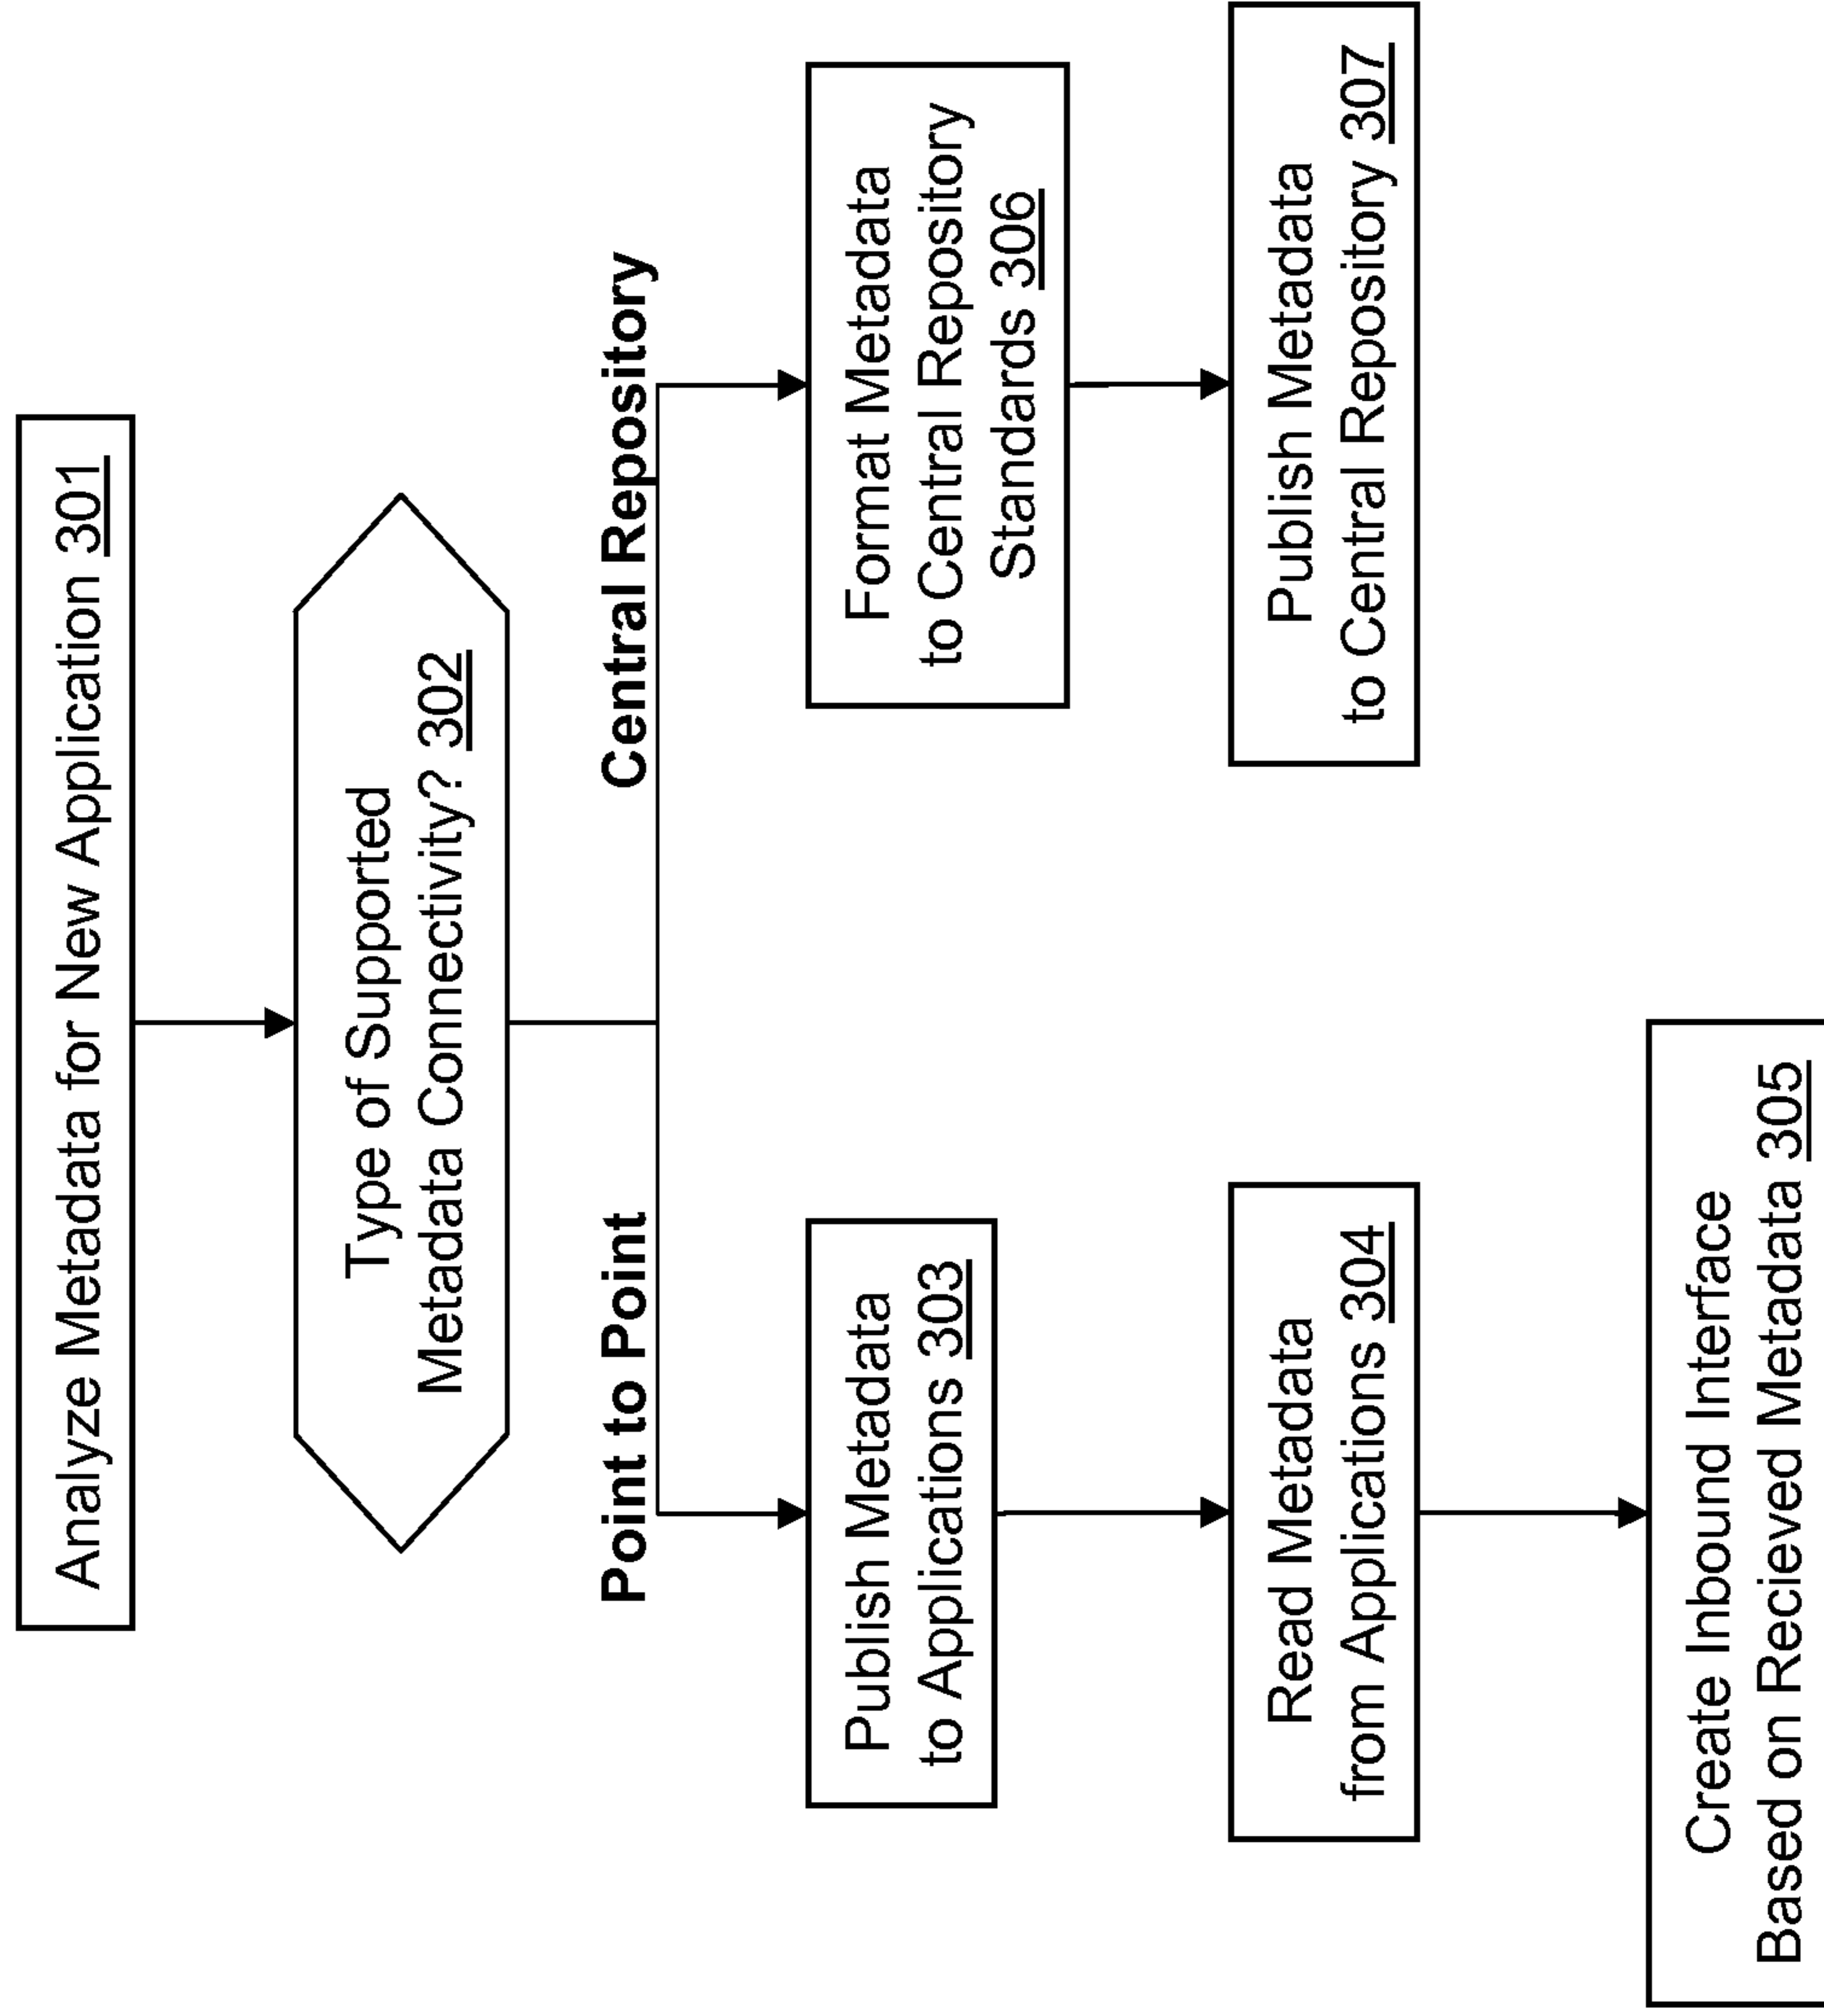 Analyze Metadata for New Application 301
Type of Supported
Metadata Connectivity? 302
Point to Point
Central Repository
Publish Metadata
to Applications 303
Read Metadata
from Applications 304
Create Inbound Interface
Based on Recieved Metadata 305
Format Metadata
to Central Repository
Standards 306
Publish Metadata
to Central Repository 307